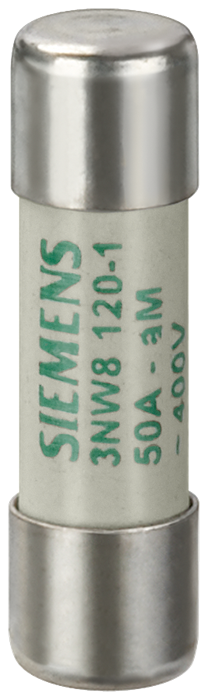 SIEMENS
3NW8 120-1
50A - aM
~ 400V